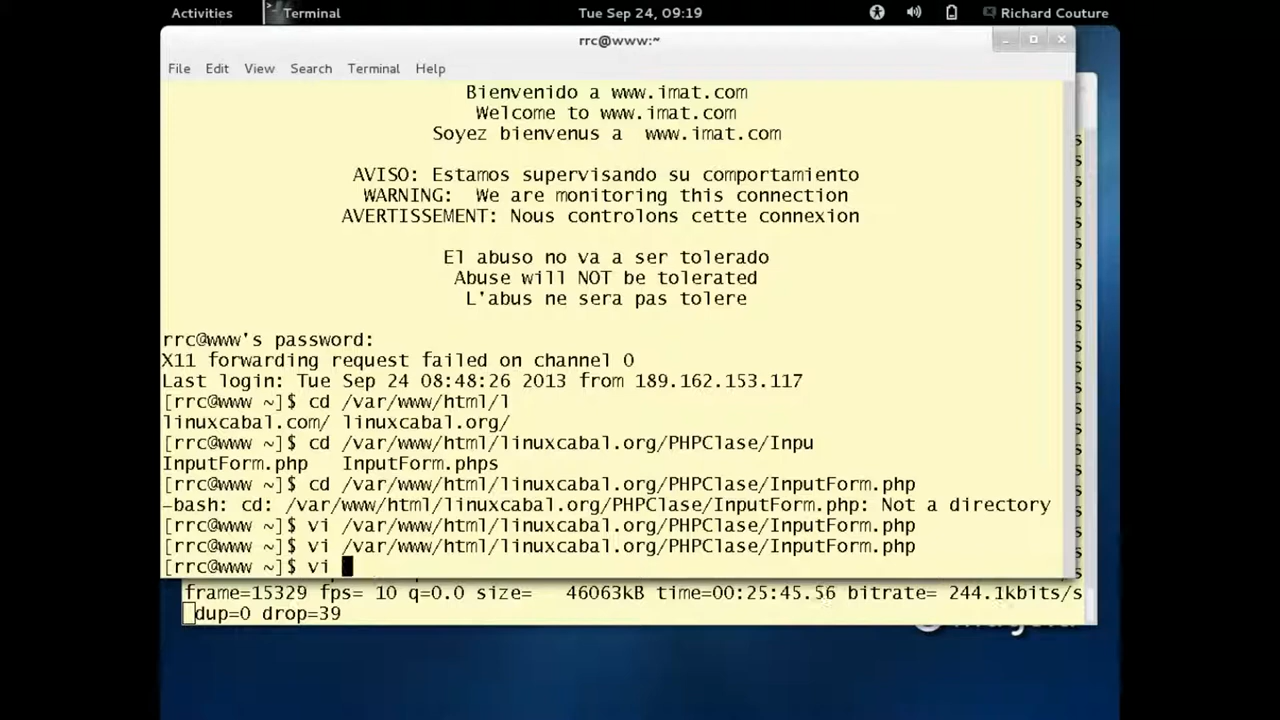 Activities Terminal Tue Sep 24, 09:19 Richard Couture
rrc@www:~
File Edit View Search Terminal Help
Bienvenido a www.imat.com
Welcome to www.imat.com
Soyez bienvenus a www.imat.com
AVISO: Estamos supervisando su comportamiento
WARNING: We are monitoring this connection
AVERTISSEMENT: Nous controlons cette connexion
El abuso no va a ser tolerado
Abuse will NOT be tolerated
L'abus ne sera pas tolere
rrc@www's password:
X11 forwarding request failed on channel 0
Last login: Tue Sep 24 08:48:26 2013 from 189.162.153.117
[rrc@www ~]$ cd /var/www/html/l
linuxcabal.com/ linuxcabal.org/
[rrc@www ~]$ cd /var/www/html/linuxcabal.org/PHPClase/Inpu
InputForm.php InputForm.phps
[rrc@www ~]$ cd /var/www/html/linuxcabal.org/PHPClase/InputForm.php
-bash: cd: /var/www/html/linuxcabal.org/PHPClase/InputForm.php: Not a directory
[rrc@www ~]$ vi /var/www/html/linuxcabal.org/PHPClase/InputForm.php
[rrc@www ~]$ vi /var/www/html/linuxcabal.org/PHPClase/InputForm.php
[rrc@www ~]$ vi
frame=15329 fps= 10 q=0.0 size= 46063kB time=00:25:45.56 bitrate= 244.1kbits/s
dup=0 drop=39